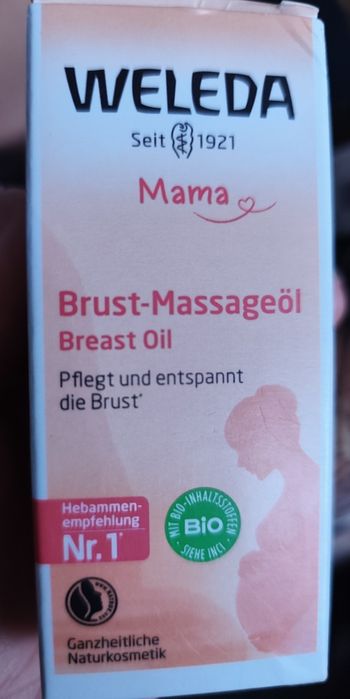 WELEDA
Seit 1921
Mama
Brust-Massageöl
Breast Oil
Pflegt und entspannt
die Brust*
Hebammen-
empfehlung
Nr. 1*
MIT BIO-INHALTSSTOFFEN
BIO
SIEHE INCI
Ganzheitliche
Naturkosmetik